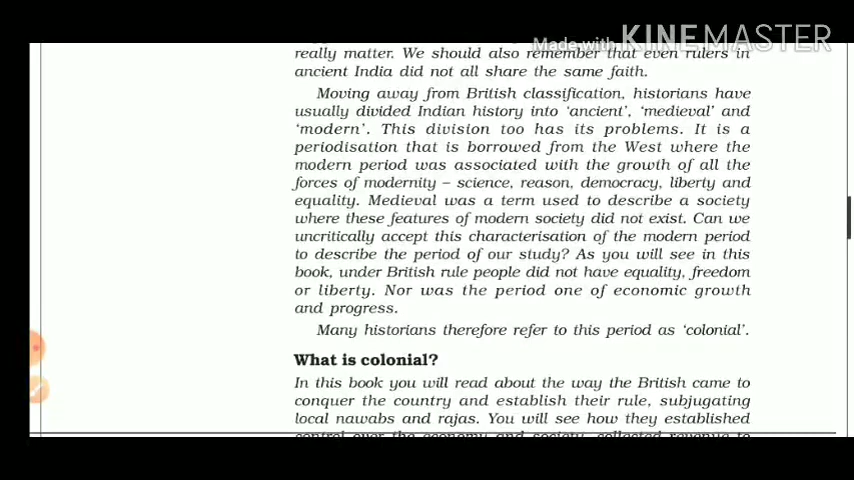 Made with KINEMASTER
really matter. We should also remember that even rulers in
ancient India did not all share the same faith.
Moving away from British classification, historians have
usually divided Indian history into ‘ancient’, ‘medieval’ and
‘modern’. This division too has its problems. It is a
periodisation that is borrowed from the West where the
modern period was associated with the growth of all the
forces of modernity – science, reason, democracy, liberty and
equality. Medieval was a term used to describe a society
where these features of modern society did not exist. Can we
uncritically accept this characterisation of the modern period
to describe the period of our study? As you will see in this
book, under British rule people did not have equality, freedom
or liberty. Nor was the period one of economic growth
and progress.
Many historians therefore refer to this period as ‘colonial’.
What is colonial?
In this book you will read about the way the British came to
conquer the country and establish their rule, subjugating
local nawabs and rajas. You will see how they established
control over the economy and society, collected revenue to